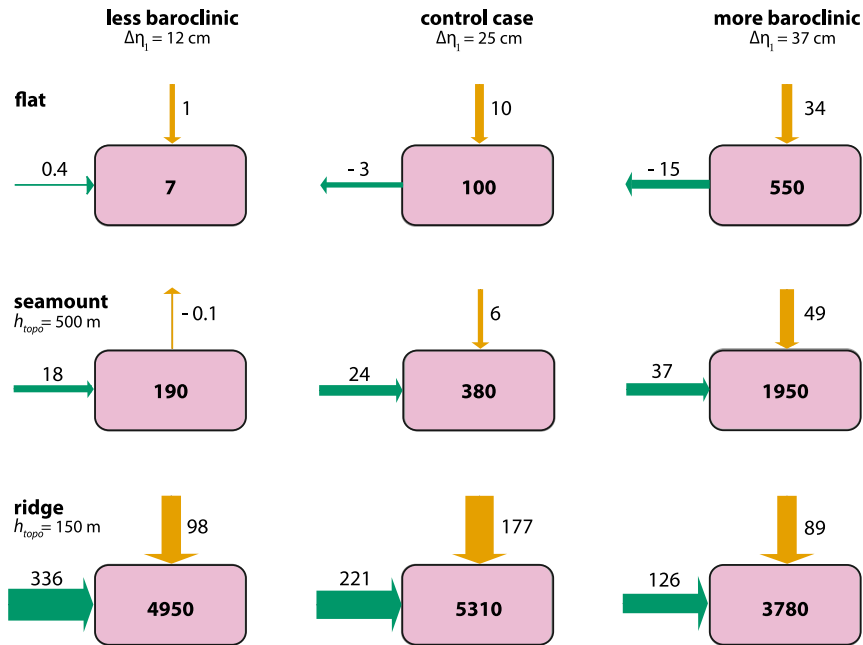 less baroclinic
Δη₁ = 12 cm
control case
Δη₁ = 25 cm
more baroclinic
Δη₁ = 37 cm
flat
1
10
34
0.4
- 3
- 15
7
100
550
seamount
h_topo = 500 m
- 0.1
6
49
18
24
37
190
380
1950
ridge
h_topo = 150 m
98
177
89
336
221
126
4950
5310
3780